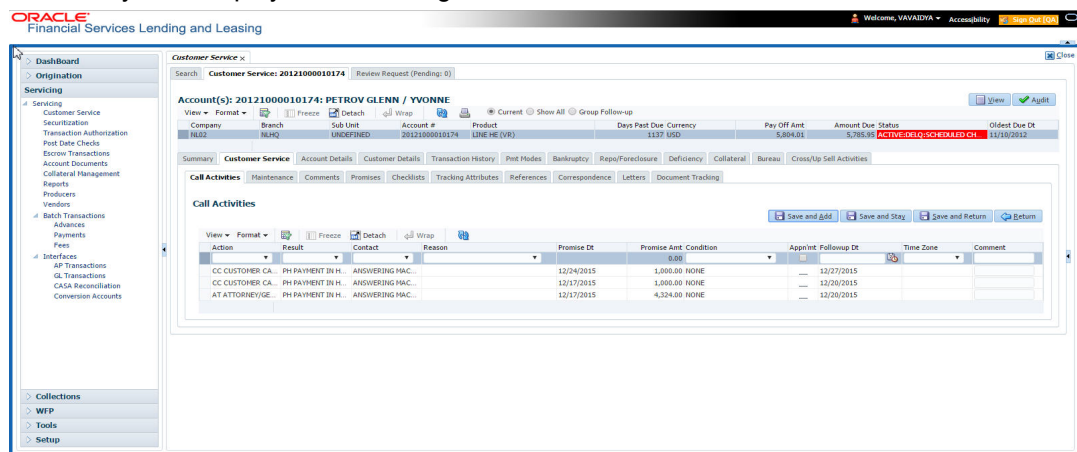 ORACLE
Financial Services Lending and Leasing
Welcome, VAVAIDYA Accessibility Sign Out [QA]
Close
DashBoard
Origination
Servicing
Servicing
Customer Service
Securitization
Transaction Authorization
Post Date Checks
Escrow Transactions
Account Documents
Collateral Management
Reports
Producers
Vendors
Batch Transactions
Advances
Payments
Fees
Interfaces
AP Transactions
GL Transactions
CASA Reconciliation
Conversion Accounts
Collections
WFP
Tools
Setup
Customer Service x
Search Customer Service: 20121000010174 Review Request (Pending: 0)
Account(s): 20121000010174: PETROV GLENN / YVONNE
View Audit
View Format Freeze Detach Wrap Current Show All Group Follow-up
Company Branch Sub Unit Account # Product Days Past Due Currency Pay Off Amt Amount Due Status Oldest Due Dt
NL02 NLHQ UNDEFINED 20121000010174 LINE HE (VR) 1137 USD 5,804.01 5,785.95 ACTIVE:DELQ:SCHEDULED CH... 11/10/2012
Summary Customer Service Account Details Customer Details Transaction History Pmt Modes Bankruptcy Repo/Foreclosure Deficiency Collateral Bureau Cross/Up Sell Activities
Call Activities Maintenance Comments Promises Checklists Tracking Attributes References Correspondence Letters Document Tracking
Call Activities
Save and Add Save and Stay Save and Return Return
View Format Freeze Detach Wrap
Action Result Contact Reason Promise Dt Promise Amt Condition Appn'mt Followup Dt Time Zone Comment
0.00
CC CUSTOMER CA... PH PAYMENT IN H... ANSWERING MAC... 12/24/2015 1,000.00 NONE 12/27/2015
CC CUSTOMER CA... PH PAYMENT IN H... ANSWERING MAC... 12/17/2015 1,000.00 NONE 12/20/2015
AT ATTORNEY/GE... PH PAYMENT IN H... ANSWERING MAC... 12/17/2015 4,324.00 NONE 12/20/2015